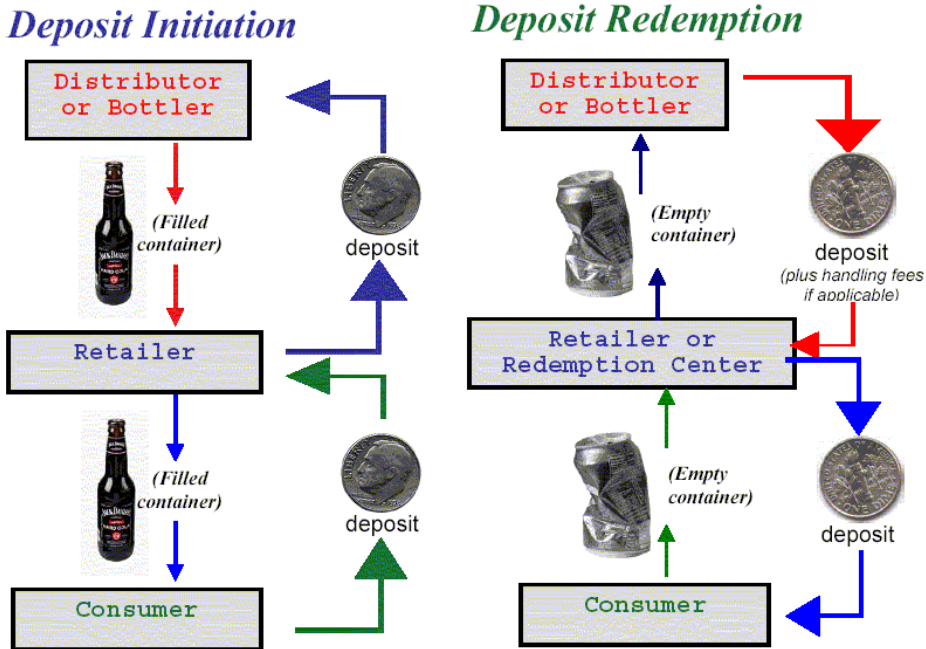 Deposit Initiation
Distributor
or Bottler
(Filled
container)
deposit
Retailer
(Filled
container)
deposit
Consumer
Deposit Redemption
Distributor
or Bottler
(Empty
container)
deposit
(plus handling fees
if applicable)
Retailer or
Redemption Center
(Empty
container)
deposit
Consumer